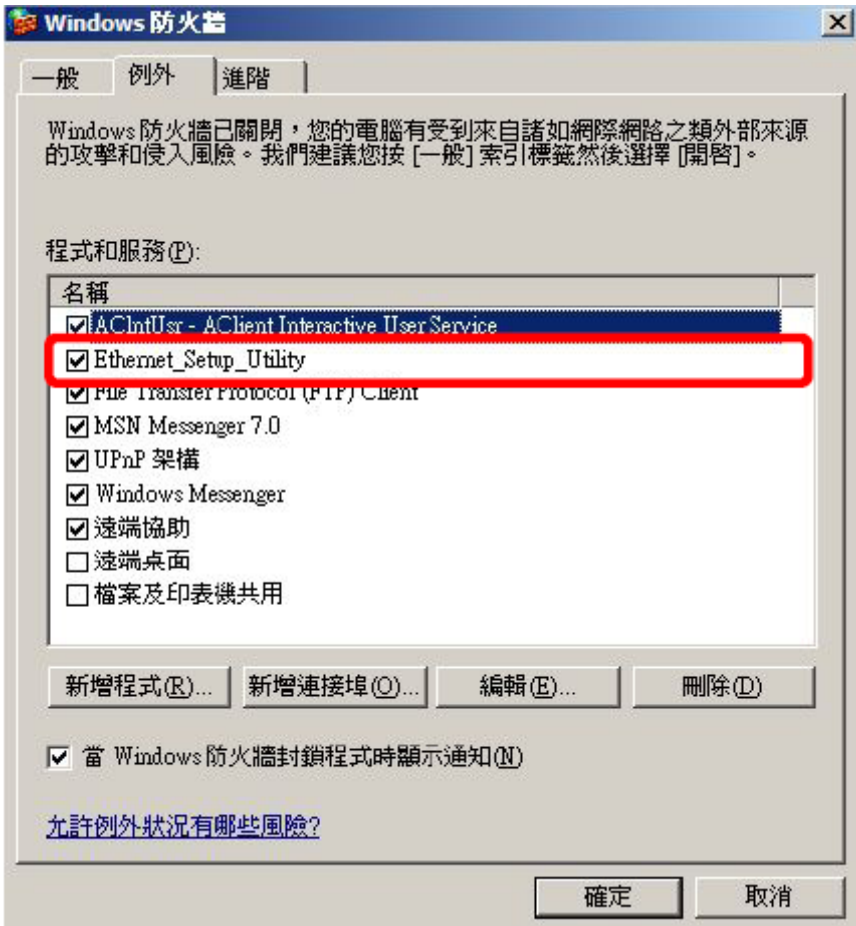 Windows 防火牆
一般 例外 進階
Windows 防火牆已關閉，您的電腦有受到來自諸如網際網路之類外部來源
的攻擊和侵入風險。我們建議您按 [一般] 索引標籤然後選擇 [開啓]。
程式和服務(P):
名稱
AClntUsr - AClient Interactive User Service
Ethernet_Setup_Utility
File Transfer Protocol (FTP) Client
MSN Messenger 7.0
UPnP 架構
Windows Messenger
遠端協助
遠端桌面
檔案及印表機共用
新增程式(R)... 新增連接埠(O)... 編輯(E)... 刪除(D)
當 Windows 防火牆封鎖程式時顯示通知(N)
允許例外狀況有哪些風險?
確定 取消